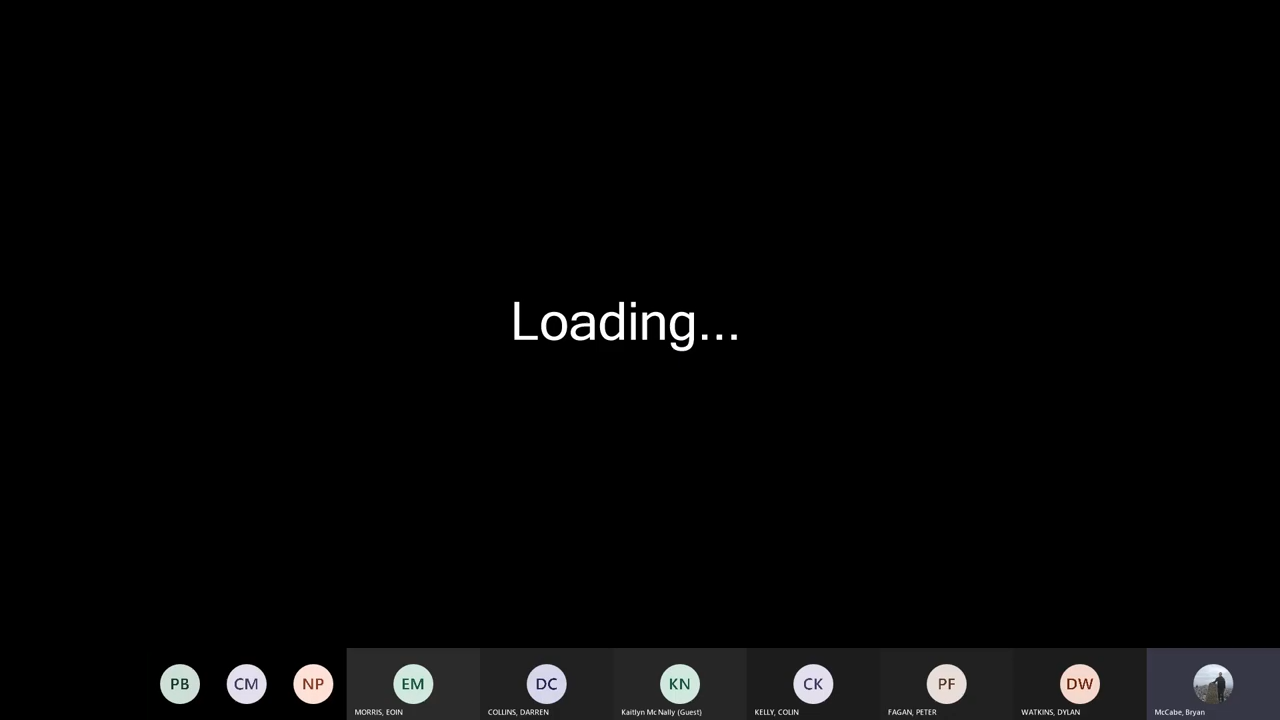 Loading...
PB
CM
NP
EM
DC
KN
CK
PF
DW
MORRIS, EOIN
COLLINS, DARREN
Kaitlyn Mc Nally (Guest)
KELLY, COLIN
FAGAN, PETER
WATKINS, DYLAN
McCabe, Bryan